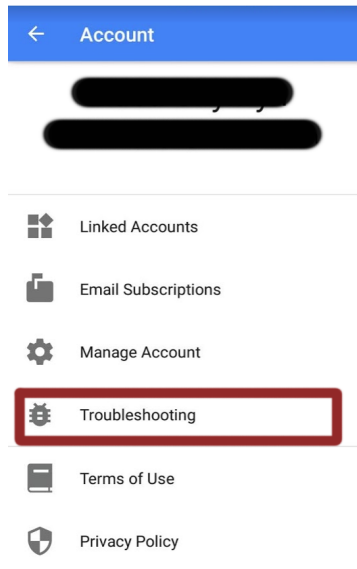 Account
Linked Accounts
Email Subscriptions
Manage Account
Troubleshooting
Terms of Use
Privacy Policy